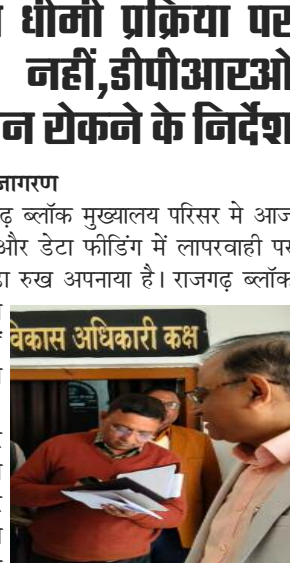 धीमी प्रक्रिया पर
नहीं,डीपीआरओ
न रोकने के निर्देश
जागरण
ढ़ ब्लॉक मुख्यालय परिसर मे आज
और डेटा फीडिंग में लापरवाही पर
रुख अपनाया है। राजगढ़ ब्लॉक
विकास अधिकारी कक्ष